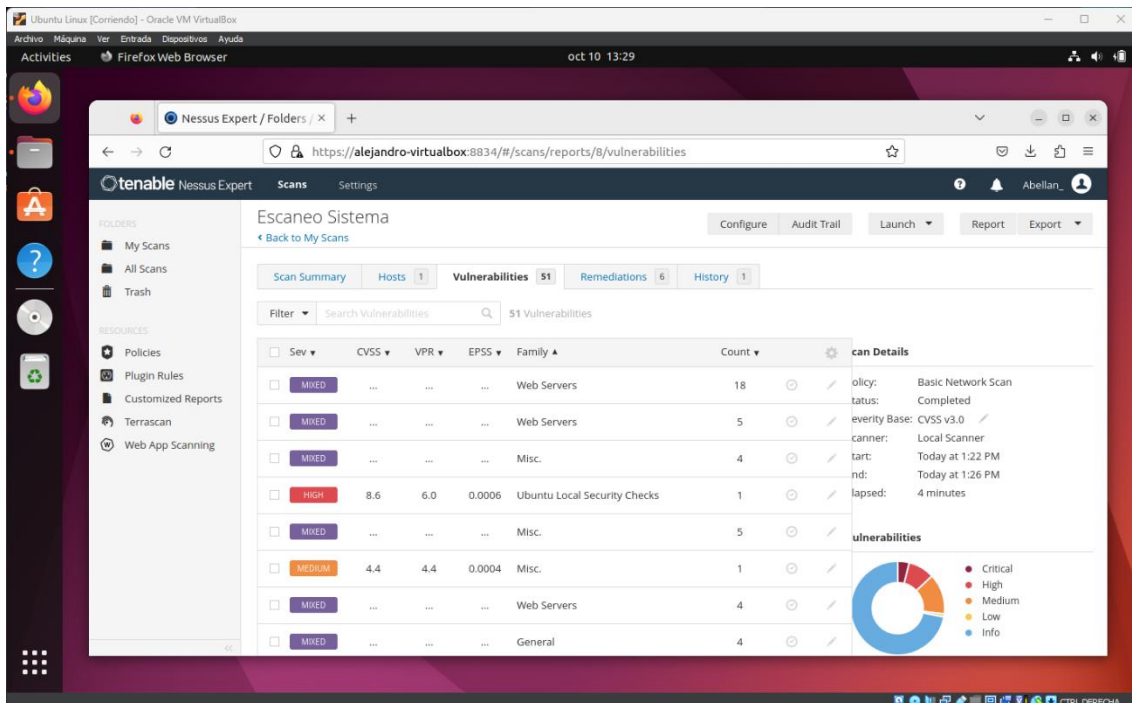 Ubuntu Linux [Corriendo] - Oracle VM VirtualBox
Archivo Máquina Ver Entrada Dispositivos Ayuda
Activities Firefox Web Browser oct 10 13:29
Nessus Expert / Folders /
https://alejandro-virtualbox:8834/#/scans/reports/8/vulnerabilities
tenable Nessus Expert Scans Settings Abellan_
FOLDERS
My Scans
All Scans
Trash
RESOURCES
Policies
Plugin Rules
Customized Reports
Terrascan
Web App Scanning
Escaneo Sistema
Back to My Scans
Configure Audit Trail Launch Report Export
Scan Summary Hosts 1 Vulnerabilities 51 Remediations 6 History 1
Filter Search Vulnerabilities 51 Vulnerabilities
Sev CVSS VPR EPSS Family Count
MIXED ... ... ... Web Servers 18
MIXED ... ... ... Web Servers 5
MIXED ... ... ... Misc. 4
HIGH 8.6 6.0 0.0006 Ubuntu Local Security Checks 1
MIXED ... ... ... Misc. 5
MEDIUM 4.4 4.4 0.0004 Misc. 1
MIXED ... ... ... Web Servers 4
MIXED ... ... ... General 4
can Details
olicy: Basic Network Scan
tatus: Completed
everity Base: CVSS v3.0
canner: Local Scanner
tart: Today at 1:22 PM
nd: Today at 1:26 PM
lapsed: 4 minutes
ulnerabilities
Critical
High
Medium
Low
Info
CTRL DERECHA